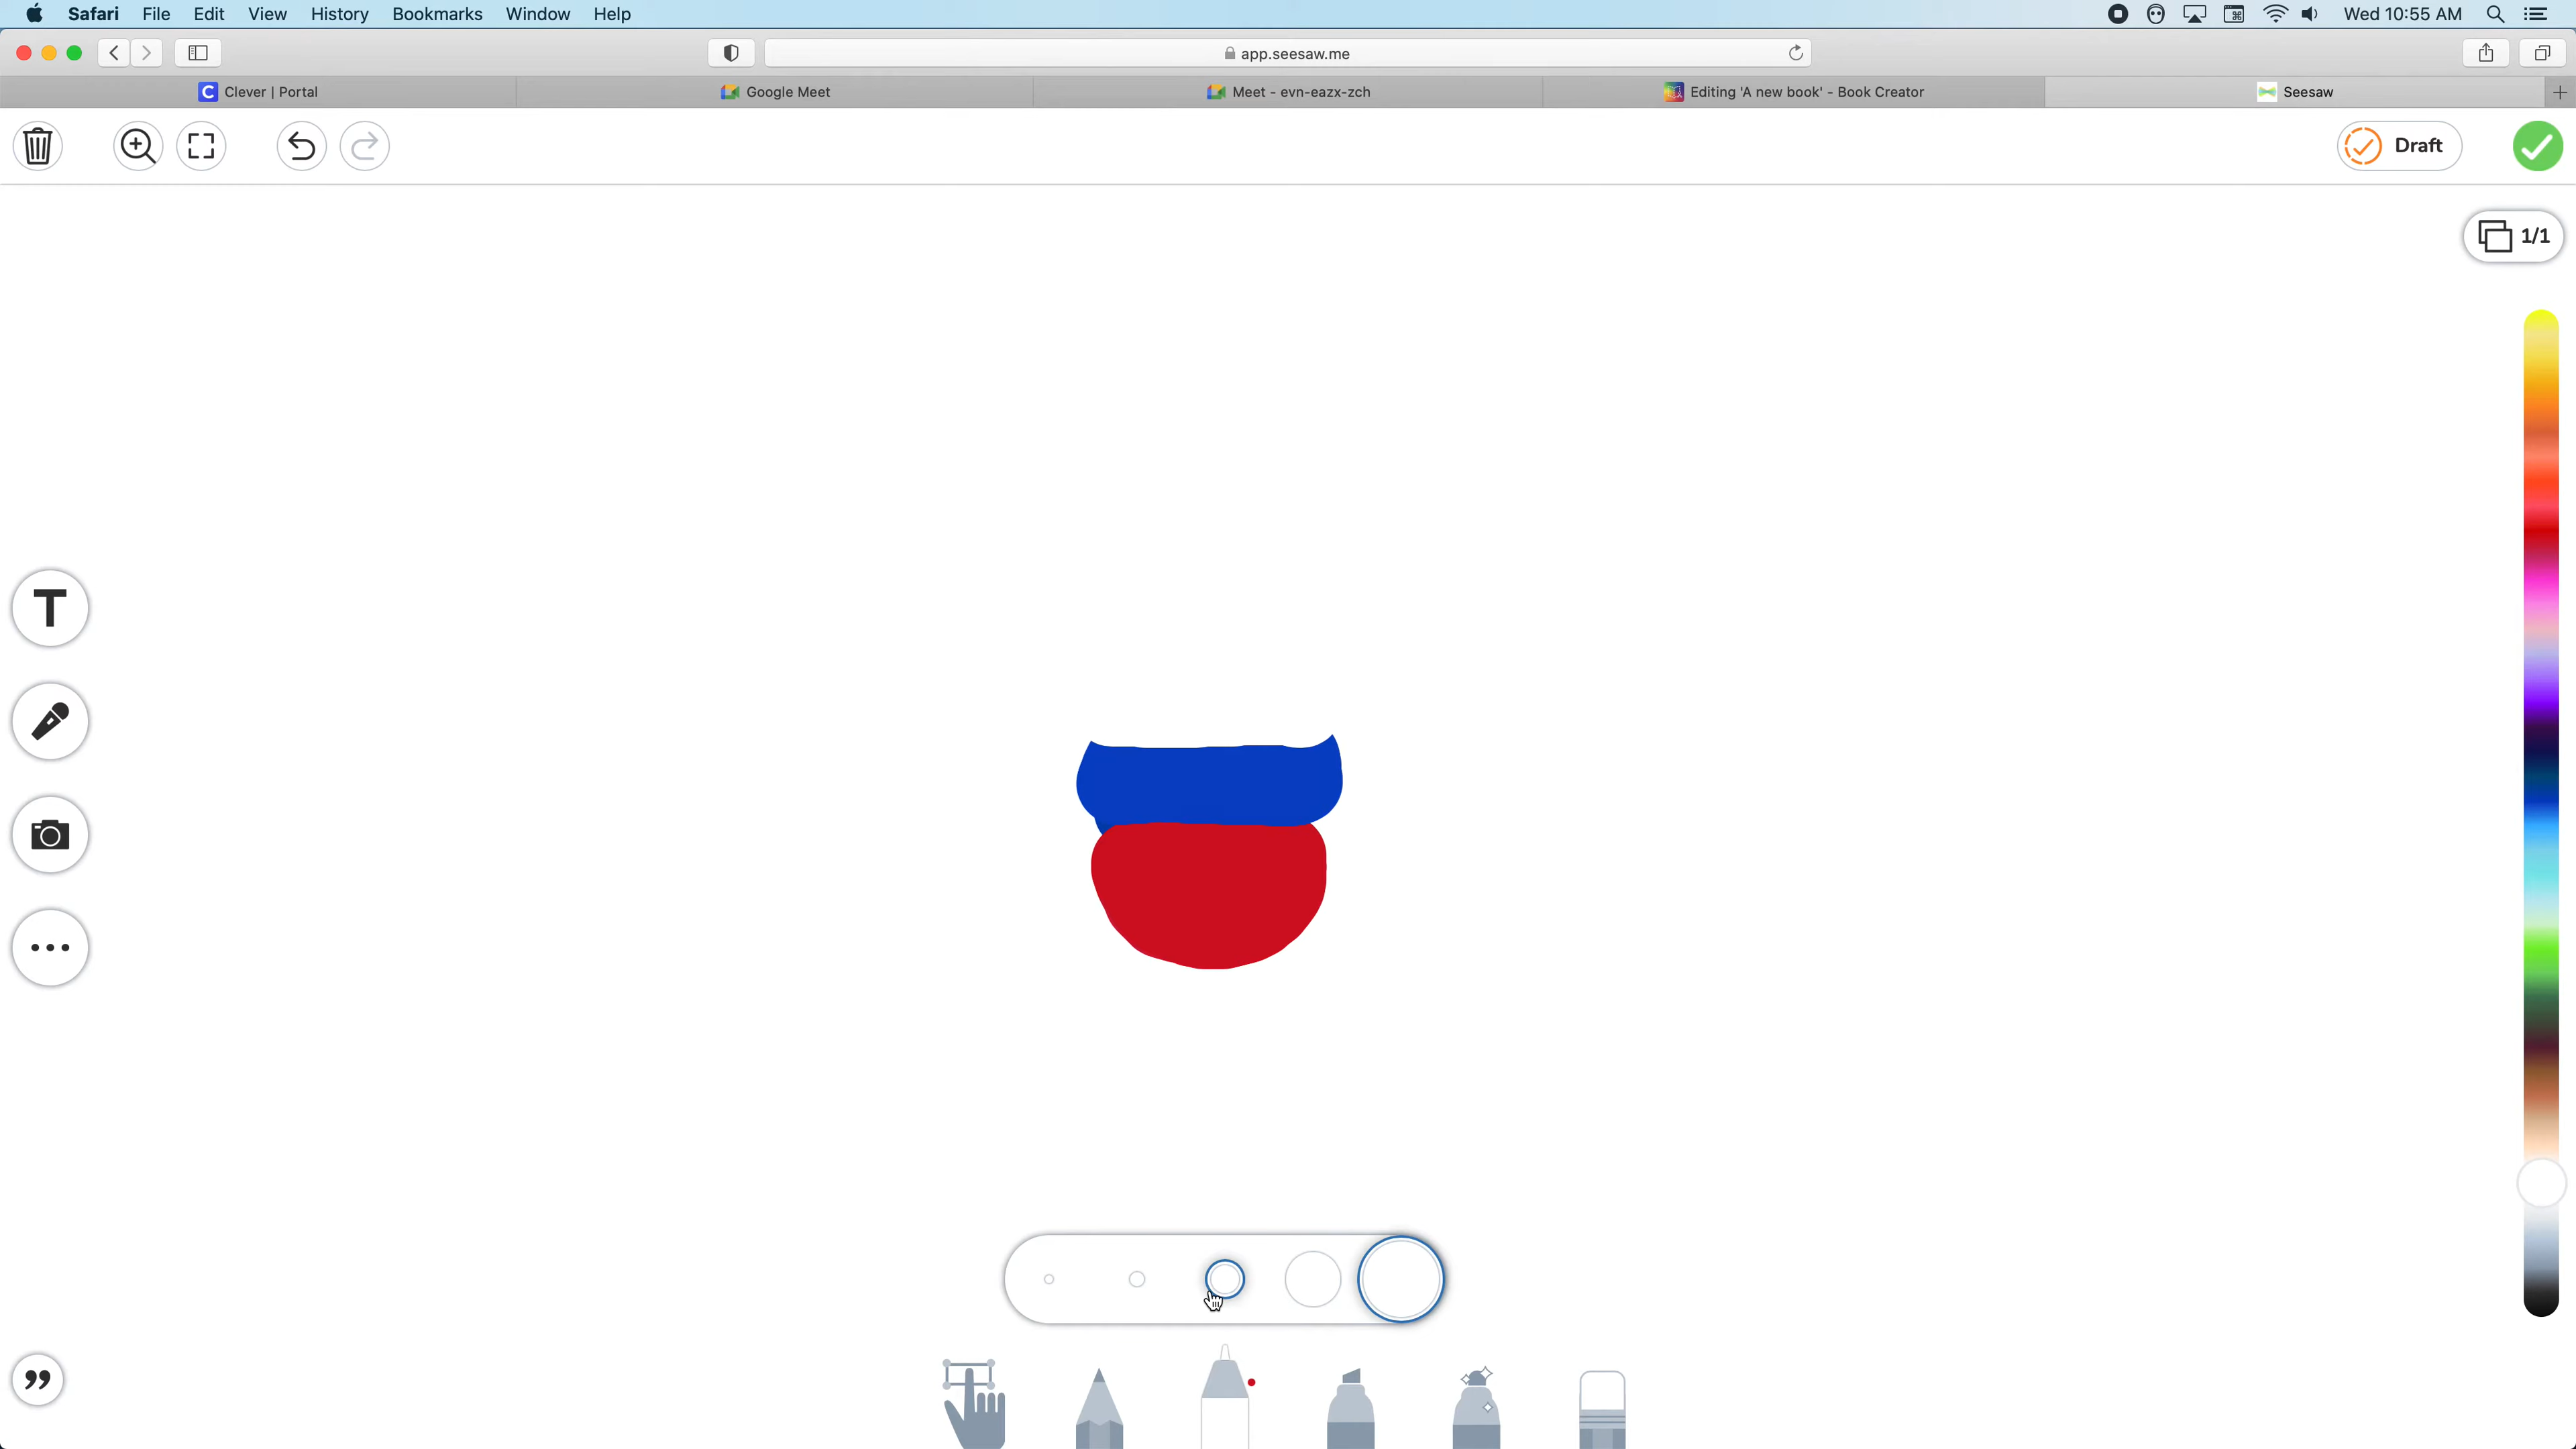 Safari File Edit View History Bookmarks Window Help Wed 10:55 AM
app.seesaw.me
Clever | Portal Google Meet Meet - evn-eazx-zch Editing 'A new book' - Book Creator Seesaw
Draft
1/1
T